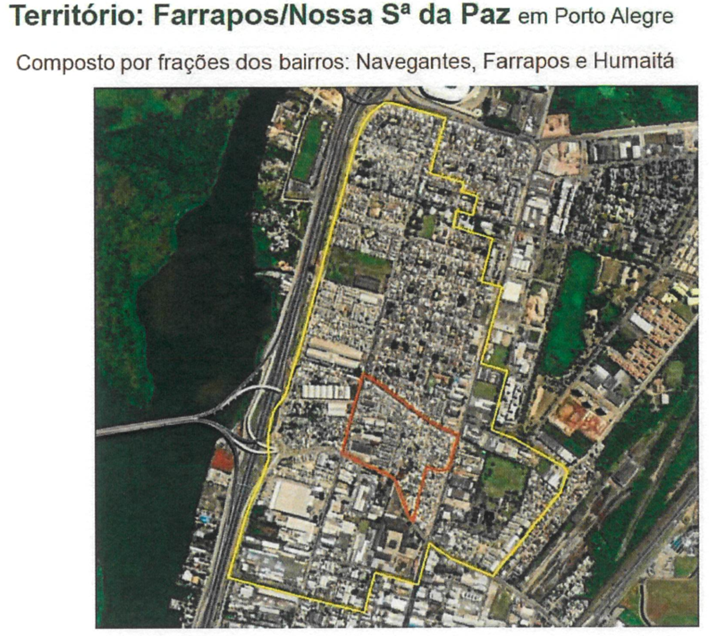 Território: Farrapos/Nossa Sª da Paz em Porto Alegre
Composto por frações dos bairros: Navegantes, Farrapos e Humaitá